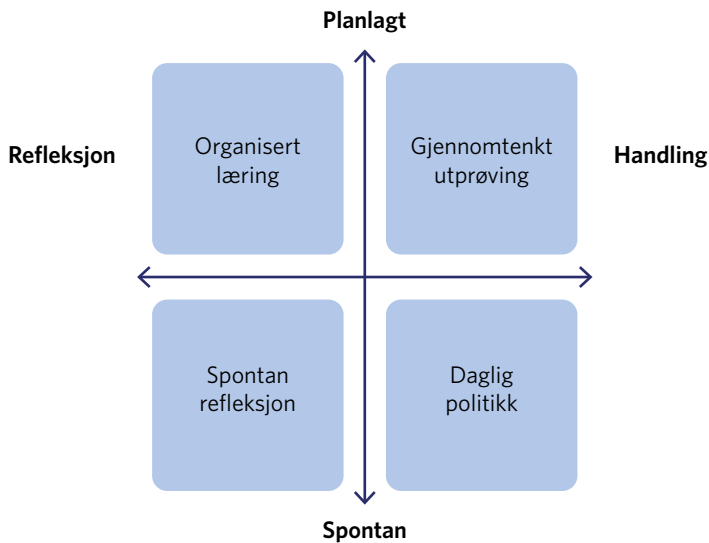 Planlagt
Refleksjon
Organisert
læring
Gjennomtenkt
utprøving
Handling
Spontan
refleksjon
Daglig
politikk
Spontan